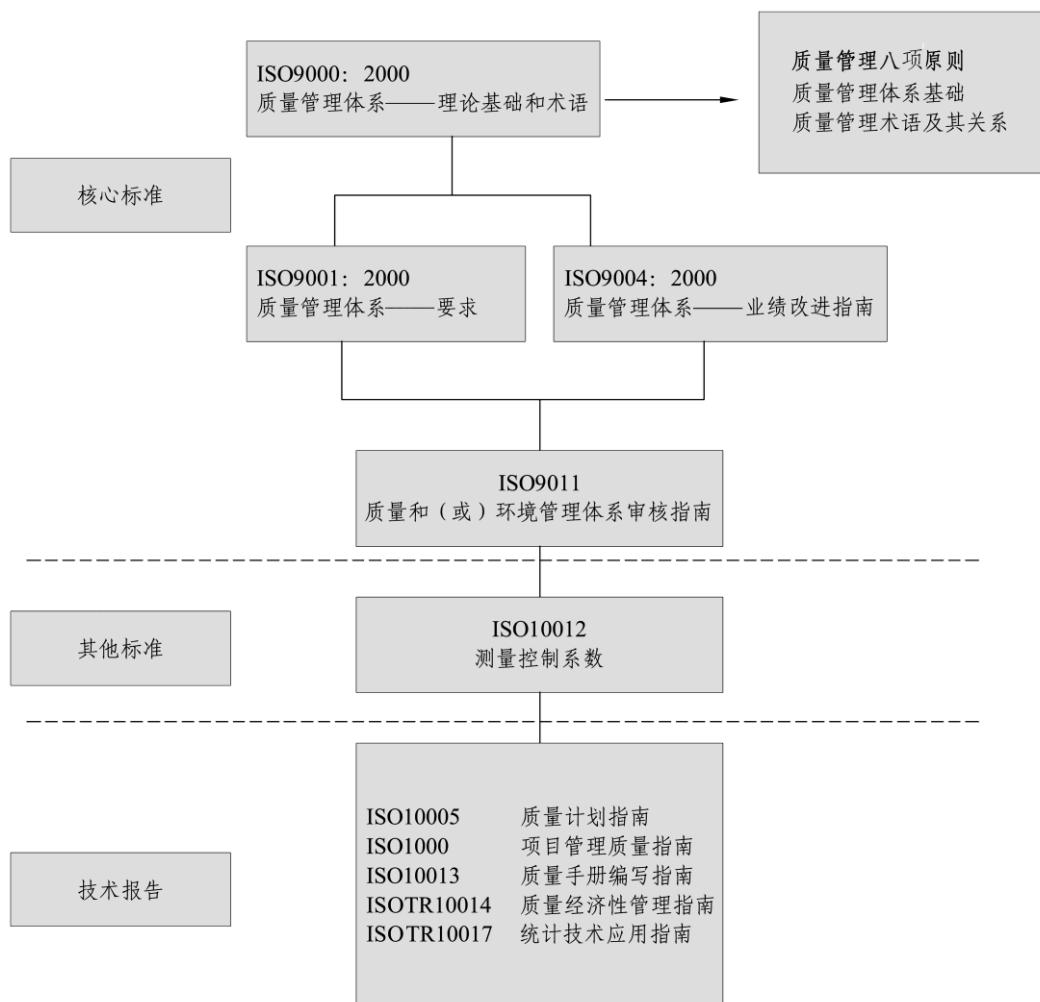 ISO9000：2000
质量管理体系——理论基础和术语
质量管理八项原则
质量管理体系基础
质量管理术语及其关系
核心标准
ISO9001：2000
质量管理体系——要求
ISO9004：2000
质量管理体系——业绩改进指南
ISO9011
质量和（或）环境管理体系审核指南
其他标准
ISO10012
测量控制系数
技术报告
ISO10005 质量计划指南
ISO1000 项目管理质量指南
ISO10013 质量手册编写指南
ISOTR10014 质量经济性管理指南
ISOTR10017 统计技术应用指南